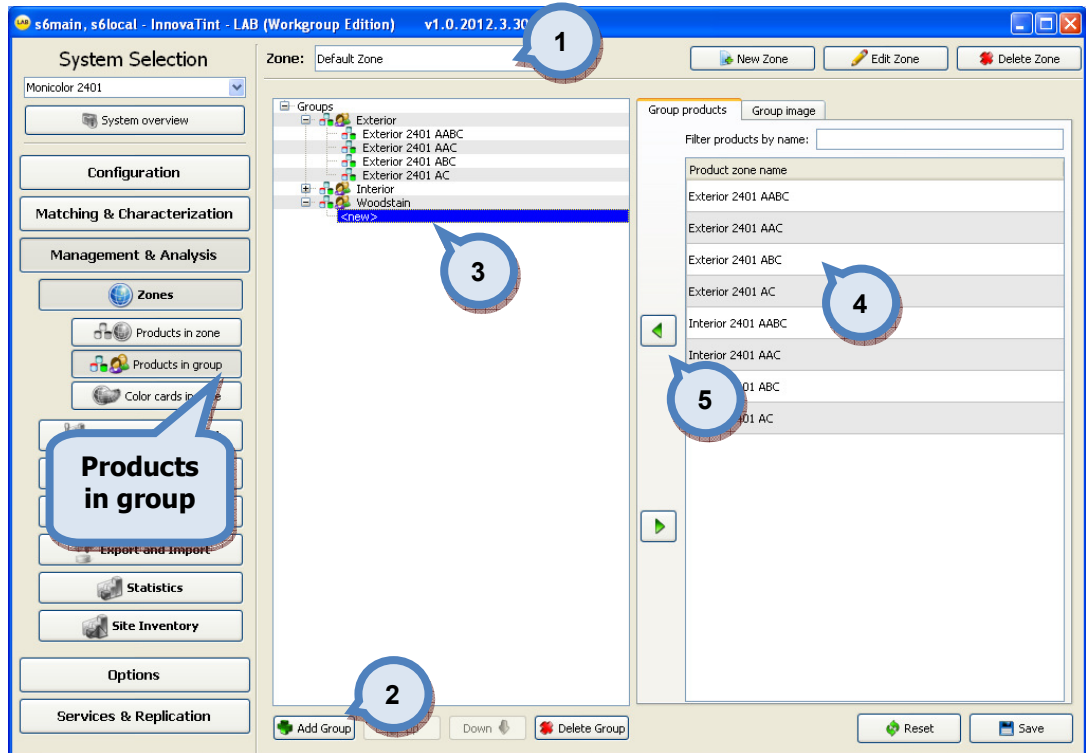 s6main, s6local - InnovaTint - LAB (Workgroup Edition) v1.0.2012.3.30
System Selection
Monicolor 2401
System overview
Configuration
Matching & Characterization
Management & Analysis
Zones
Products in zone
Products in group
Color cards in
Products
in group
Export and Import
Statistics
Site Inventory
Options
Services & Replication
Zone: Default Zone
1
New Zone
Edit Zone
Delete Zone
Groups
Exterior
Exterior 2401 AABC
Exterior 2401 AAC
Exterior 2401 ABC
Exterior 2401 AC
Interior
Woodstain
<new>
3
2
Add Group
Down
Delete Group
Group products
Group image
Filter products by name:
Product zone name
Exterior 2401 AABC
Exterior 2401 AAC
Exterior 2401 ABC
Exterior 2401 AC
4
Interior 2401 AABC
Interior 2401 AAC
ABC
AC
5
Reset
Save